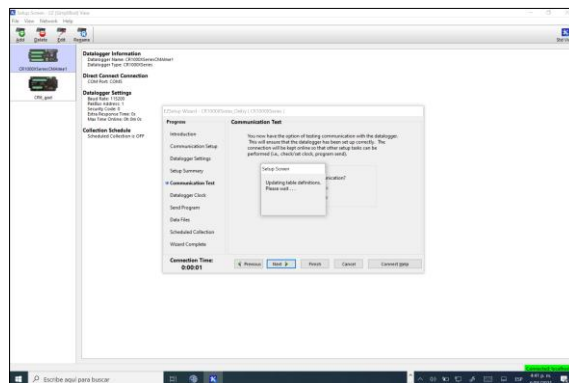 Setup Screen
File View Network Help
Add Delete Edit Rename
Datalogger Information
Datalogger Type: CR1000XSeries
Direct Connect Connection
COM Port: COM5
Datalogger Settings
Baud Rate: 115200
PakBus Address: 1
Security Code: 0
Extra Response Time: 0s
Max Time Online: 0h 0m 0s
Collection Schedule
Scheduled Collection is OFF
Progress
Introduction
Communication Setup
Datalogger Settings
Setup Summary
Communication Test
Datalogger Clock
Send Program
Data Files
Scheduled Collection
Wizard Complete
Connection Time:
0:00:01
Communication Test
You now have the option of testing communication with the datalogger.
This will ensure that the datalogger has been set up correctly. The
connection will be kept online so that other setup tasks can be
performed (i.e., check/set clock, program send).
Setup Screen
Updating table definitions.
Please wait . . .
Previous Next Finish Cancel Connect Help
Escribe aquí para buscar